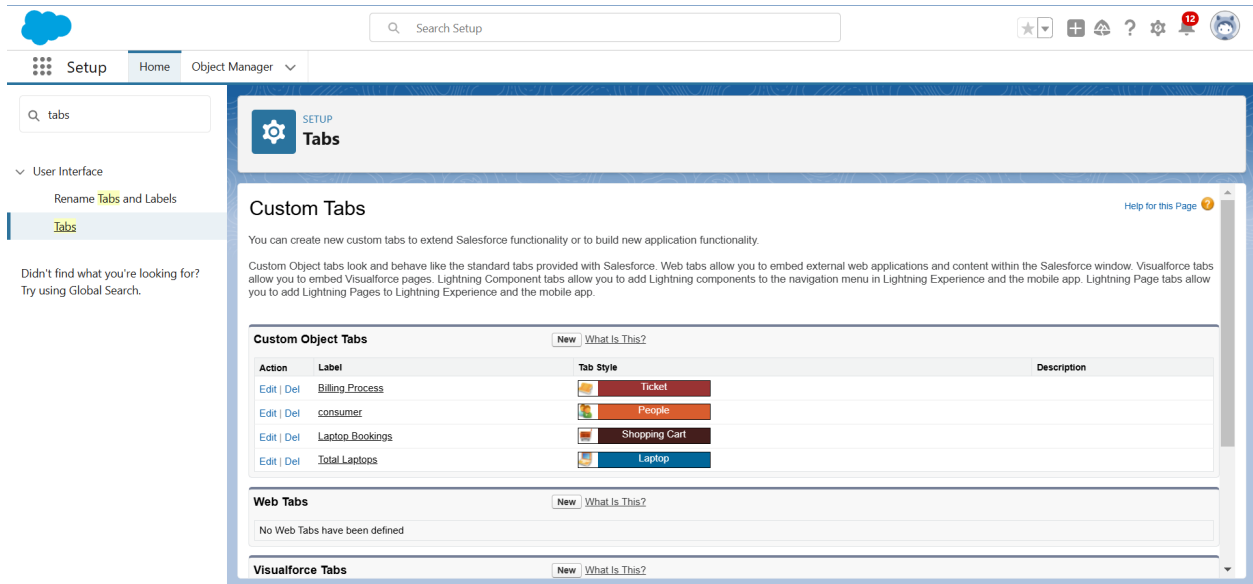 Search Setup
12
Setup
Home
Object Manager
tabs
User Interface
Rename Tabs and Labels
Tabs
Didn't find what you're looking for?
Try using Global Search.
SETUP
Tabs
Custom Tabs
Help for this Page
You can create new custom tabs to extend Salesforce functionality or to build new application functionality.
Custom Object tabs look and behave like the standard tabs provided with Salesforce. Web tabs allow you to embed external web applications and content within the Salesforce window. Visualforce tabs
allow you to embed Visualforce pages. Lightning Component tabs allow you to add Lightning components to the navigation menu in Lightning Experience and the mobile app. Lightning Page tabs allow
you to add Lightning Pages to Lightning Experience and the mobile app.
Custom Object Tabs New What Is This?
Action Label Tab Style Description
Edit | Del Billing Process Ticket
Edit | Del consumer People
Edit | Del Laptop Bookings Shopping Cart
Edit | Del Total Laptops Laptop
Web Tabs New What Is This?
No Web Tabs have been defined
Visualforce Tabs New What Is This?